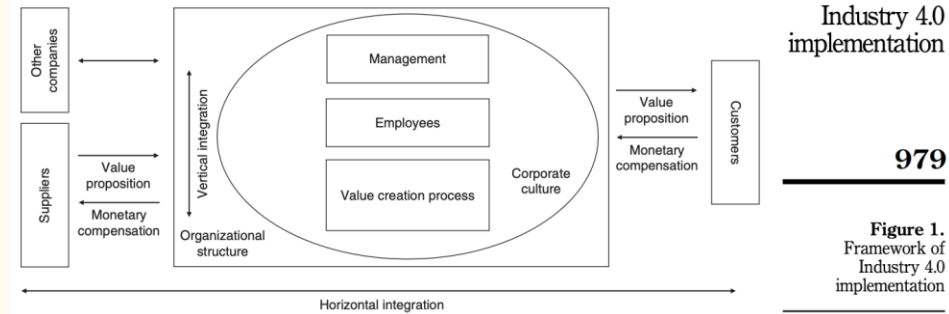 Other
companies
Suppliers
Value
proposition
Monetary
compensation
Vertical integration
Organizational
structure
Management
Employees
Value creation process
Corporate
culture
Value
proposition
Monetary
compensation
Customers
Horizontal integration
Industry 4.0
implementation
979
Figure 1.
Framework of
Industry 4.0
implementation